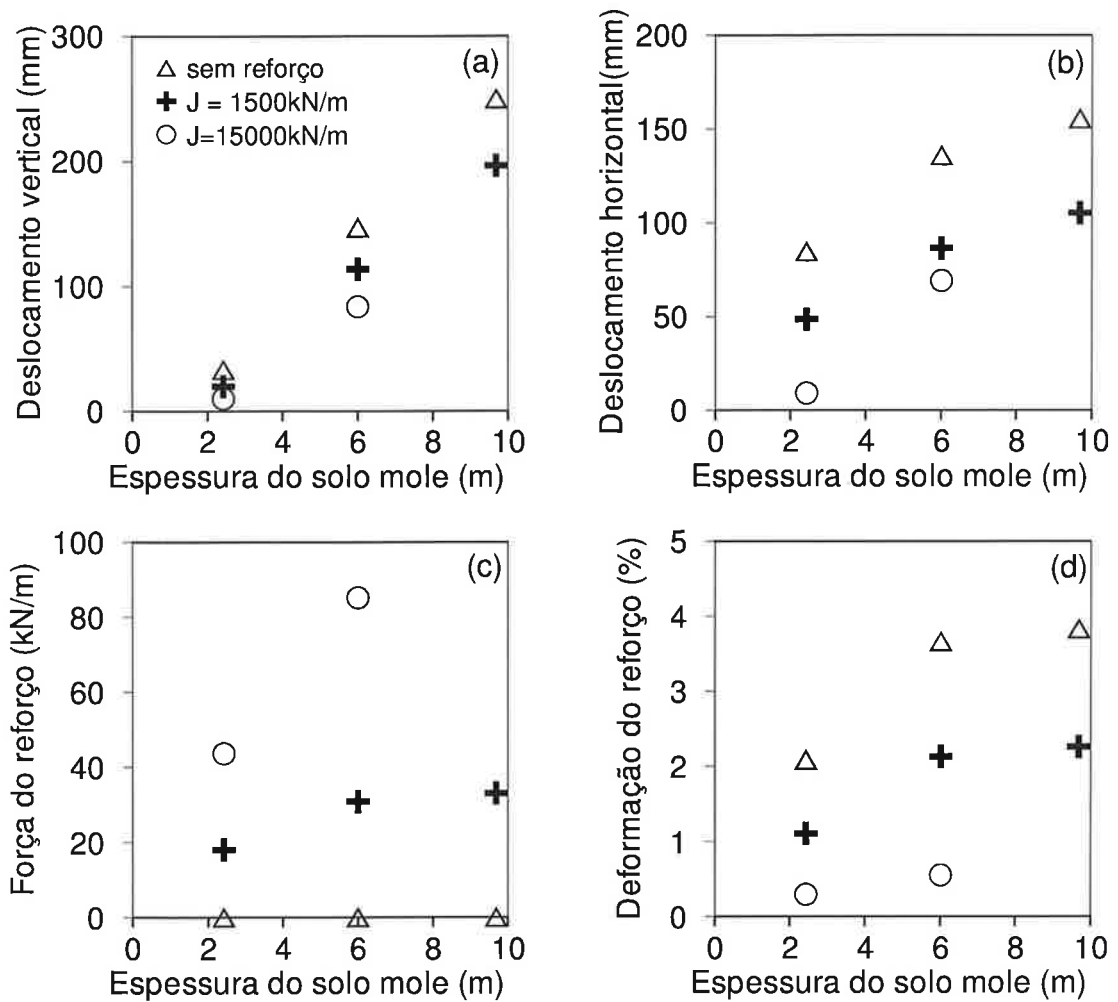 300
(a)
△ sem reforço
+ J = 1500kN/m
○ J=15000kN/m
200
100
0
0 2 4 6 8 10
Deslocamento vertical (mm)
Espessura do solo mole (m)
200
(b)
150
100
50
0
0 2 4 6 8 10
Deslocamento horizontal(mm)
Espessura do solo mole (m)
100
(c)
80
60
40
20
0
0 2 4 6 8 10
Força do reforço (kN/m)
Espessura do solo mole (m)
5
(d)
4
3
2
1
0
0 2 4 6 8 10
Deformação do reforço (%)
Espessura do solo mole (m)